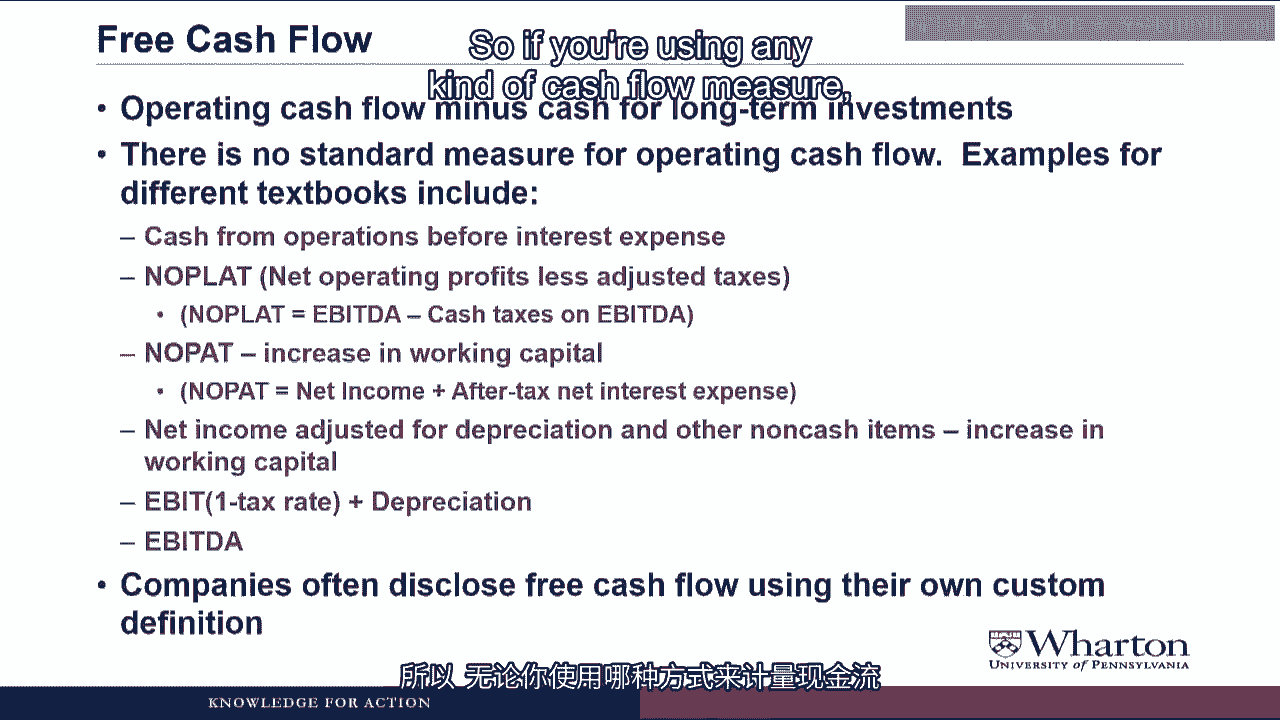 Free Cash Flow
So if you're using any
kind of cash flow measure,
• Operating cash flow minus cash for long-term investments
• There is no standard measure for operating cash flow. Examples for
different textbooks include:
– Cash from operations before interest expense
– NOPLAT (Net operating profits less adjusted taxes)
• (NOPLAT = EBITDA – Cash taxes on EBITDA)
– NOPAT – increase in working capital
• (NOPAT = Net Income + After-tax net interest expense)
– Net income adjusted for depreciation and other noncash items – increase in
working capital
– EBIT(1-tax rate) + Depreciation
– EBITDA
• Companies often disclose free cash flow using their own custom
definition
Wharton
UNIVERSITY of PENNSYLVANIA
所以 无论你使用哪种方式来计量现金流
KNOWLEDGE FOR ACTION